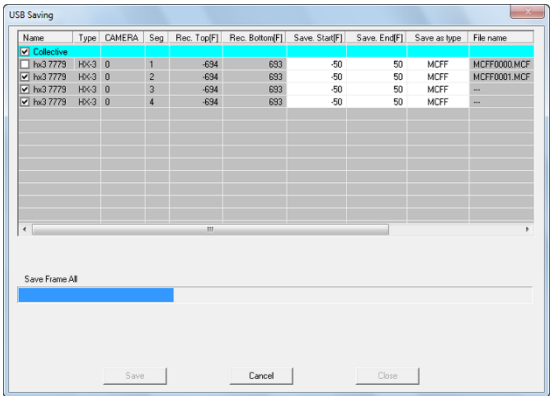 USB Saving
Name Type CAMERA Seg Rec. Top[F] Rec. Bottom[F] Save. Start[F] Save. End[F] Save as type File name
Collective
hx3 7779 HX-3 0 1 -694 693 -50 50 MCFF MCFF0000.MCF
hx3 7779 HX-3 0 2 -694 693 -50 50 MCFF MCFF0001.MCF
hx3 7779 HX-3 0 3 -694 693 -50 50 MCFF ---
hx3 7779 HX-3 0 4 -694 693 -50 50 MCFF ---
Save Frame All
Save Cancel Close